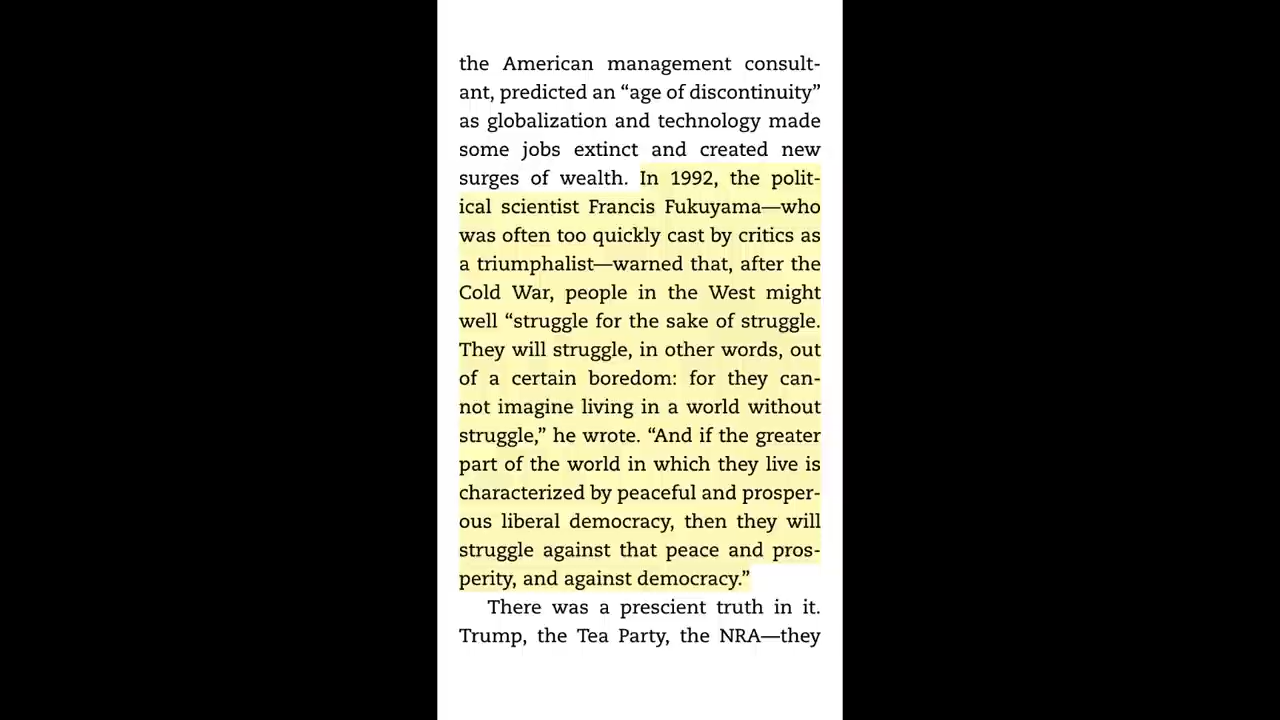 the American management consult-
ant, predicted an “age of discontinuity”
as globalization and technology made
some jobs extinct and created new
surges of wealth. In 1992, the polit-
ical scientist Francis Fukuyama—who
was often too quickly cast by critics as
a triumphalist—warned that, after the
Cold War, people in the West might
well “struggle for the sake of struggle.
They will struggle, in other words, out
of a certain boredom: for they can-
not imagine living in a world without
struggle,” he wrote. “And if the greater
part of the world in which they live is
characterized by peaceful and prosper-
ous liberal democracy, then they will
struggle against that peace and pros-
perity, and against democracy.”
There was a prescient truth in it.
Trump, the Tea Party, the NRA—they